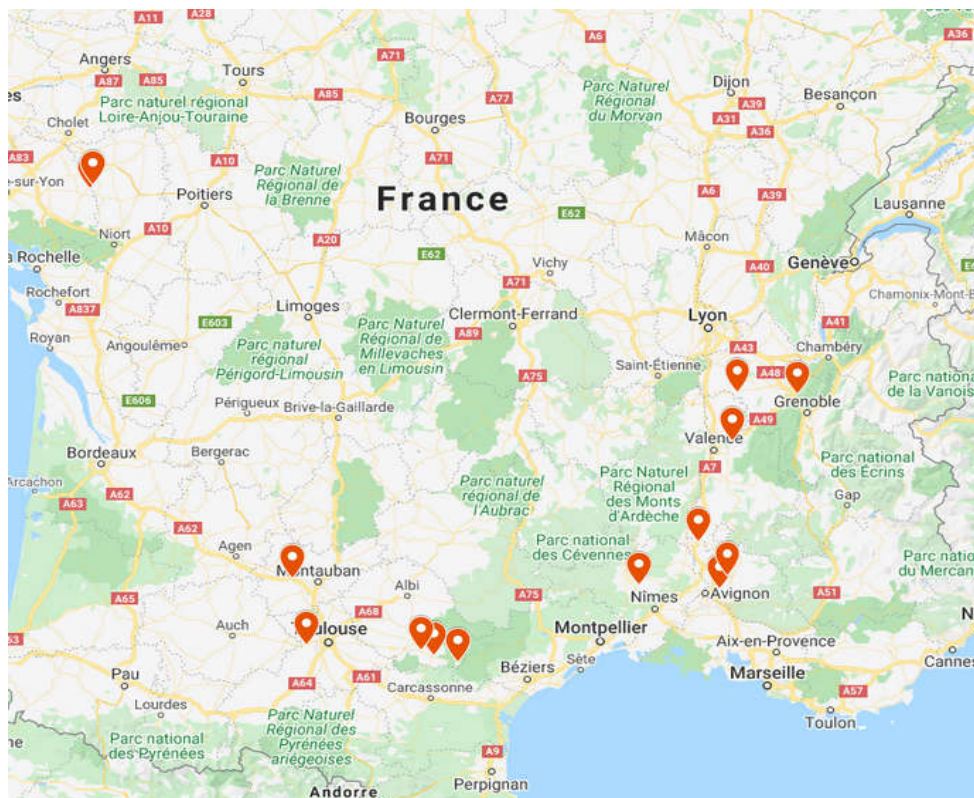 A11
A28
A6
A36
Angers
A71
Tours
Dijon
A87
A85
Parc naturel régional
Loire-Anjou-Touraine
A85
A77
Parc Naturel
Régional
du Morvan
Besançon
A39
A31
A36
Cholet
Bourges
A83
A10
A71
-sur-Yon
Poitiers
Parc Naturel
Régional de
la Brenne
France
E62
A6
A39
Lausanne
Niort
A10
A20
E62
Mâcon
a Rochelle
Vichy
A40
Genève
Rochefort
A71
Chamonix-Mont-B
A837
Limoges
Clermont-Ferrand
Lyon
A41
E603
Royan
Angoulême
Parc Naturel
Régional de
Millevaches
en Limousin
A89
A43
Chambéry
parc naturel
régional
Périgord-Limousin
Saint-Étienne
A48
A75
Parc national
de la Vanois
E606
Périgueux
Brive-la-Gaillarde
Grenoble
A49
Valence
Bordeaux
Bergerac
Parc national
des Écrins
Arcachon
A62
A63
Parc naturel
régional de
l'Aubrac
A7
Parc Naturel
Régional
des Monts
d'Ardèche
Gap
A62
Agen
Parc national
des Cévennes
Parc natio
du Mercan
Montauban
Albi
A65
A75
Nîmes
Avignon
A51
A68
Auch
Toulouse
Montpellier
Aix-en-Provence
Pau
A64
A61
Béziers
Sète
Marseille
Cannes
Carcassonne
A57
Lourdes
Toulon
Parc national
des Pyrénées
Parc Naturel
Régional des
Pyrénées
ariégeoises
A9
Perpignan
Andorre